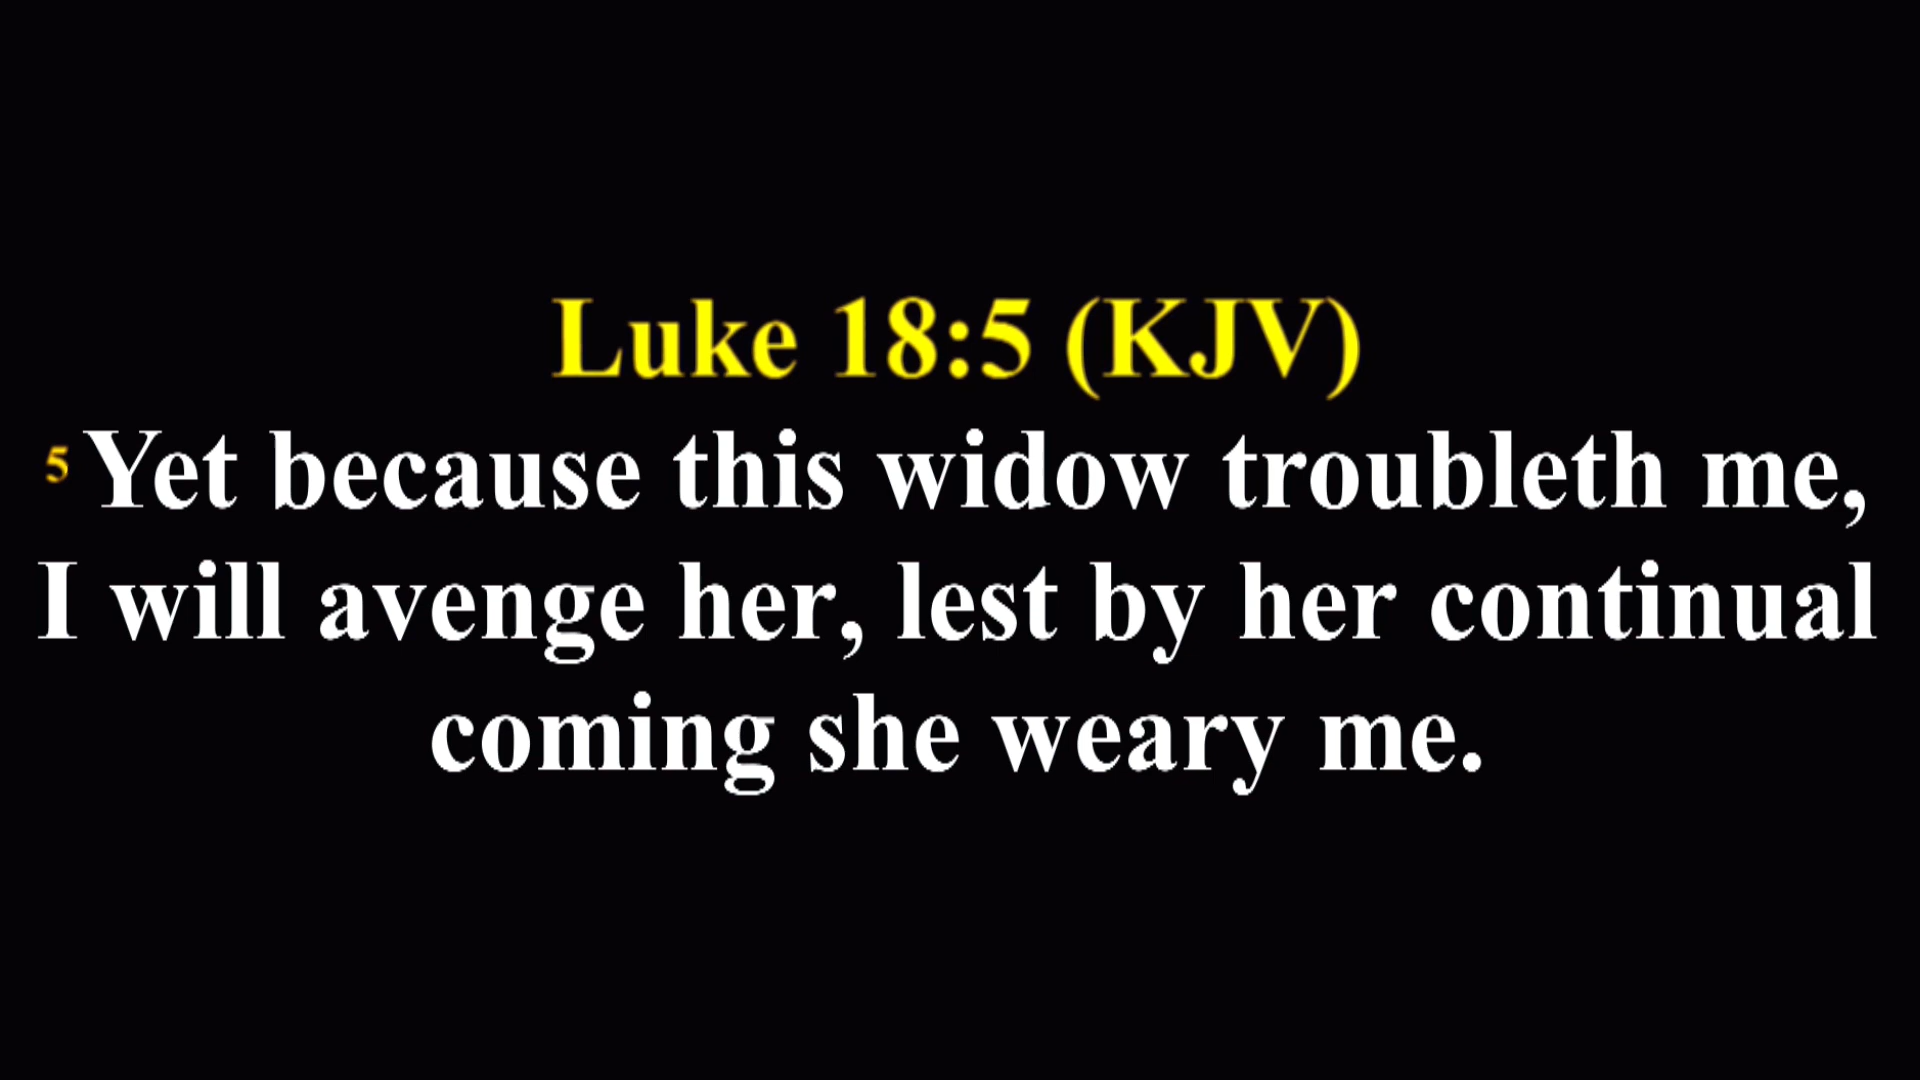 Luke 18:5 (KJV)
5 Yet because this widow troubleth me,
I will avenge her, lest by her continual
coming she weary me.